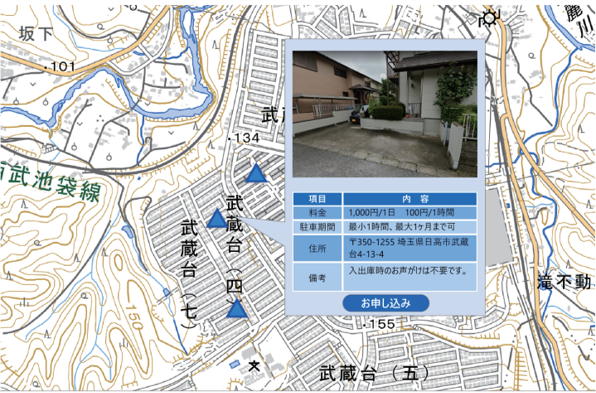 坂下
・101
麗川
・134
武池袋線
武蔵台（四）
武蔵台（七）
項目 内 容
料金 1,000円/1日 100円/1時間
駐車期間 最小1時間、最大1ヶ月まで可
住所 〒350-1255 埼玉県日高市武蔵
台4-13-4
備考 入出庫時のお声がけは不要です。
お申し込み
滝不動
150
・155
武蔵台（五）